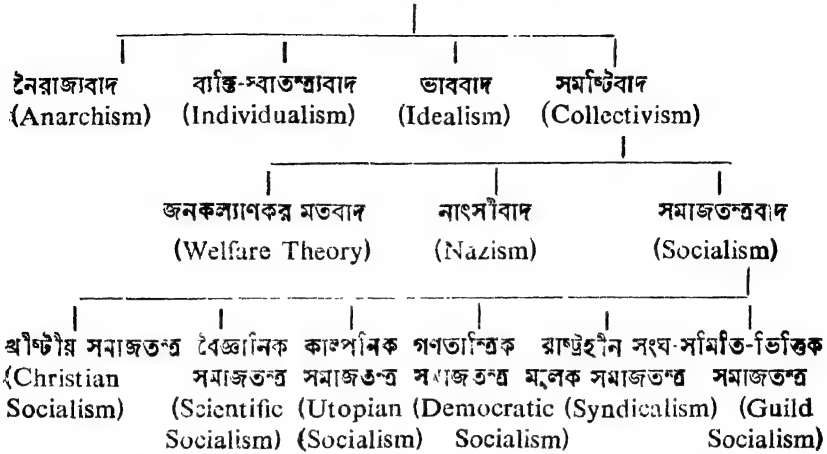 নৈরাজ্যবাদ ব্যক্তি-স্বাতন্ত্র্যবাদ ভাববাদ সমষ্টিবাদ
(Anarchism) (Individualism) (Idealism) (Collectivism)
জনকল্যাণকর মতবাদ নাৎসীবাদ সমাজতন্ত্রবাদ
(Welfare Theory) (Nazism) (Socialism)
খ্রীষ্টীয় সমাজতন্ত্র বৈজ্ঞানিক কাল্পনিক গণতান্ত্রিক রাষ্ট্রহীন সংঘ-সমিতি-ভিত্তিক
(Christian সমাজতন্ত্র সমাজতন্ত্র সমাজতন্ত্র মূলক সমাজতন্ত্র সমাজতন্ত্র
Socialism) (Scientific (Utopian (Democratic (Syndicalism) (Guild
Socialism) (Socialism) Socialism) Socialism)